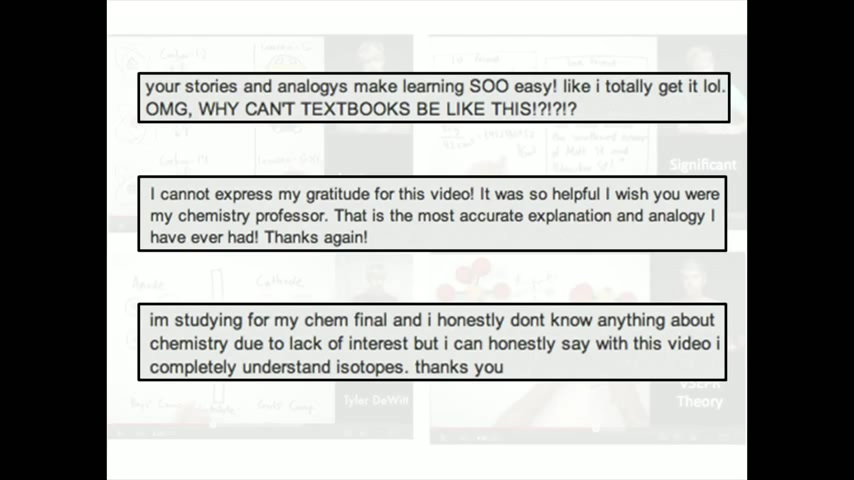 your stories and analogys make learning SOO easy! like i totally get it lol.
OMG, WHY CAN'T TEXTBOOKS BE LIKE THIS!?!?!?
Significant
I cannot express my gratitude for this video! It was so helpful I wish you were
my chemistry professor. That is the most accurate explanation and analogy I
have ever had! Thanks again!
Anode
Cathode
im studying for my chem final and i honestly dont know anything about
chemistry due to lack of interest but i can honestly say with this video i
completely understand isotopes. thanks you
Tyler DeWitt
VSEPR
Theory